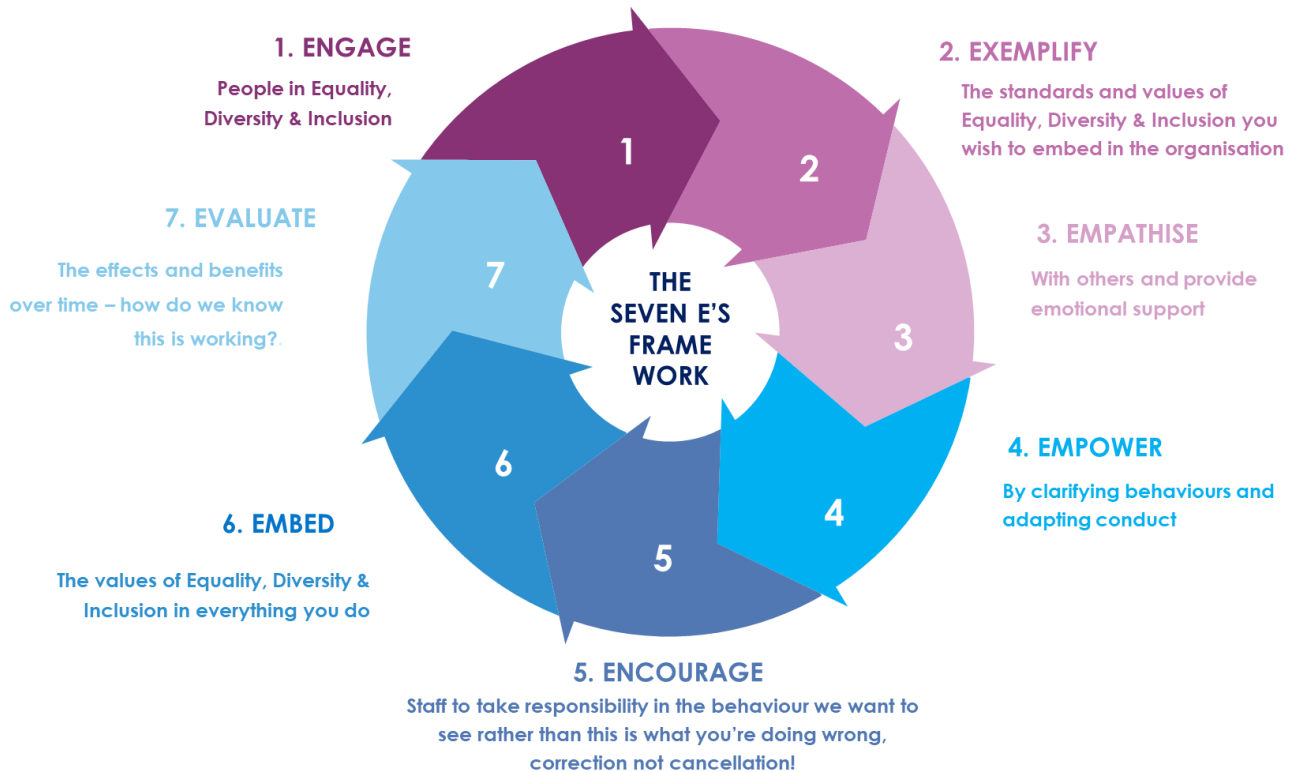 1. ENGAGE
People in Equality,
Diversity & Inclusion
2. EXEMPLIFY
The standards and values of
Equality, Diversity & Inclusion you
wish to embed in the organisation
3. EMPATHISE
With others and provide
emotional support
4. EMPOWER
By clarifying behaviours and
adapting conduct
5. ENCOURAGE
Staff to take responsibility in the behaviour we want to
see rather than this is what you’re doing wrong,
correction not cancellation!
6. EMBED
The values of Equality, Diversity &
Inclusion in everything you do
7. EVALUATE
The effects and benefits
over time – how do we know
this is working?.
THE
SEVEN E’S
FRAME
WORK
1
2
3
4
5
6
7